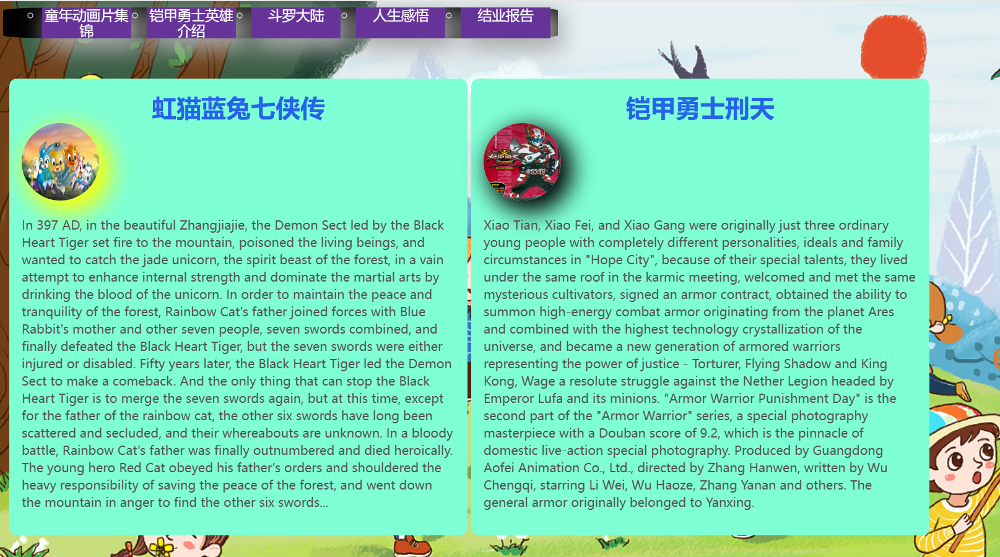 童年动画片集
锦
铠甲勇士英雄
介绍
斗罗大陆
人生感悟
结业报告
虹猫蓝兔七侠传
In 397 AD, in the beautiful Zhangjiajie, the Demon Sect led by the Black
Heart Tiger set fire to the mountain, poisoned the living beings, and
wanted to catch the jade unicorn, the spirit beast of the forest, in a vain
attempt to enhance internal strength and dominate the martial arts by
drinking the blood of the unicorn. In order to maintain the peace and
tranquility of the forest, Rainbow Cat's father joined forces with Blue
Rabbit's mother and other seven people, seven swords combined, and
finally defeated the Black Heart Tiger, but the seven swords were either
injured or disabled. Fifty years later, the Black Heart Tiger led the Demon
Sect to make a comeback. And the only thing that can stop the Black
Heart Tiger is to merge the seven swords again, but at this time, except
for the father of the rainbow cat, the other six swords have long been
scattered and secluded, and their whereabouts are unknown. In a bloody
battle, Rainbow Cat's father was finally outnumbered and died heroically.
The young hero Red Cat obeyed his father's orders and shouldered the
heavy responsibility of saving the peace of the forest, and went down
the mountain in anger to find the other six swords...
铠甲勇士刑天
铠甲勇士
Xiao Tian, Xiao Fei, and Xiao Gang were originally just three ordinary
young people with completely different personalities, ideals and family
circumstances in "Hope City", because of their special talents, they lived
under the same roof in the karmic meeting, welcomed and met the same
mysterious cultivators, signed an armor contract, obtained the ability to
summon high-energy combat armor originating from the planet Ares
and combined with the highest technology crystallization of the
universe, and became a new generation of armored warriors
representing the power of justice - Torturer, Flying Shadow and King
Kong, Wage a resolute struggle against the Nether Legion headed by
Emperor Lufa and its minions. "Armor Warrior Punishment Day" is the
second part of the "Armor Warrior" series, a special photography
masterpiece with a Douban score of 9.2, which is the pinnacle of
domestic live-action special photography. Produced by Guangdong
Aofei Animation Co., Ltd., directed by Zhang Hanwen, written by Wu
Chengqi, starring Li Wei, Wu Haoze, Zhang Yanan and others. The
general armor originally belonged to Yanxing.